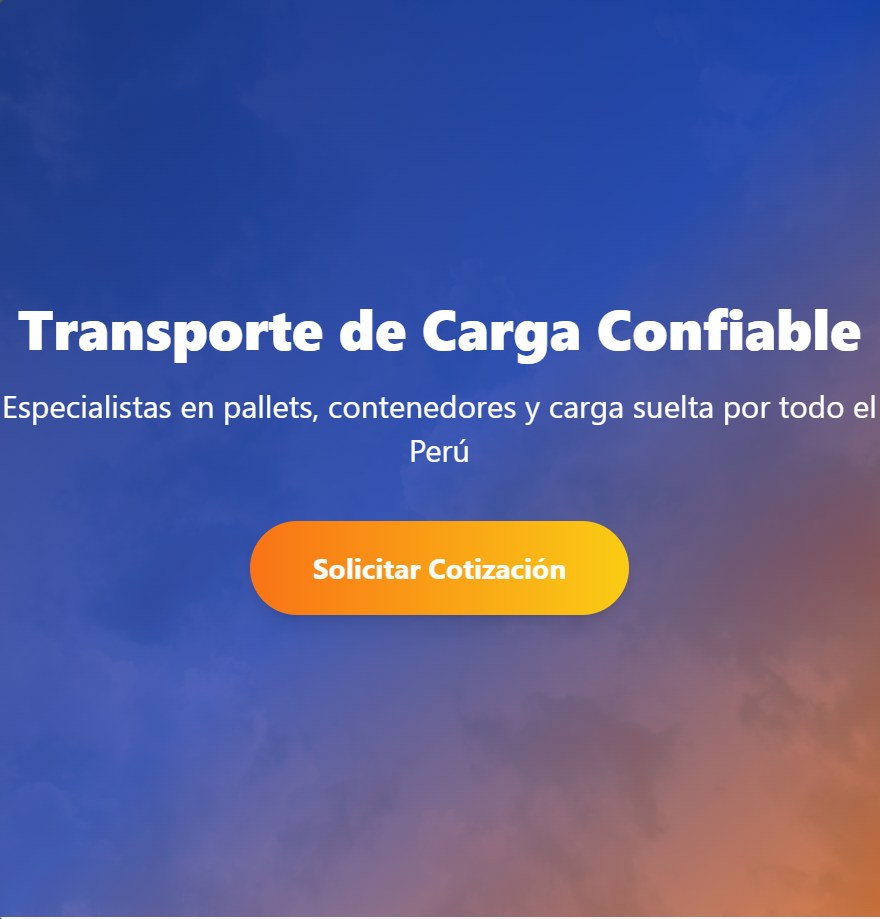 Transporte de Carga Confiable
Especialistas en pallets, contenedores y carga suelta por todo el
Perú
Solicitar Cotización